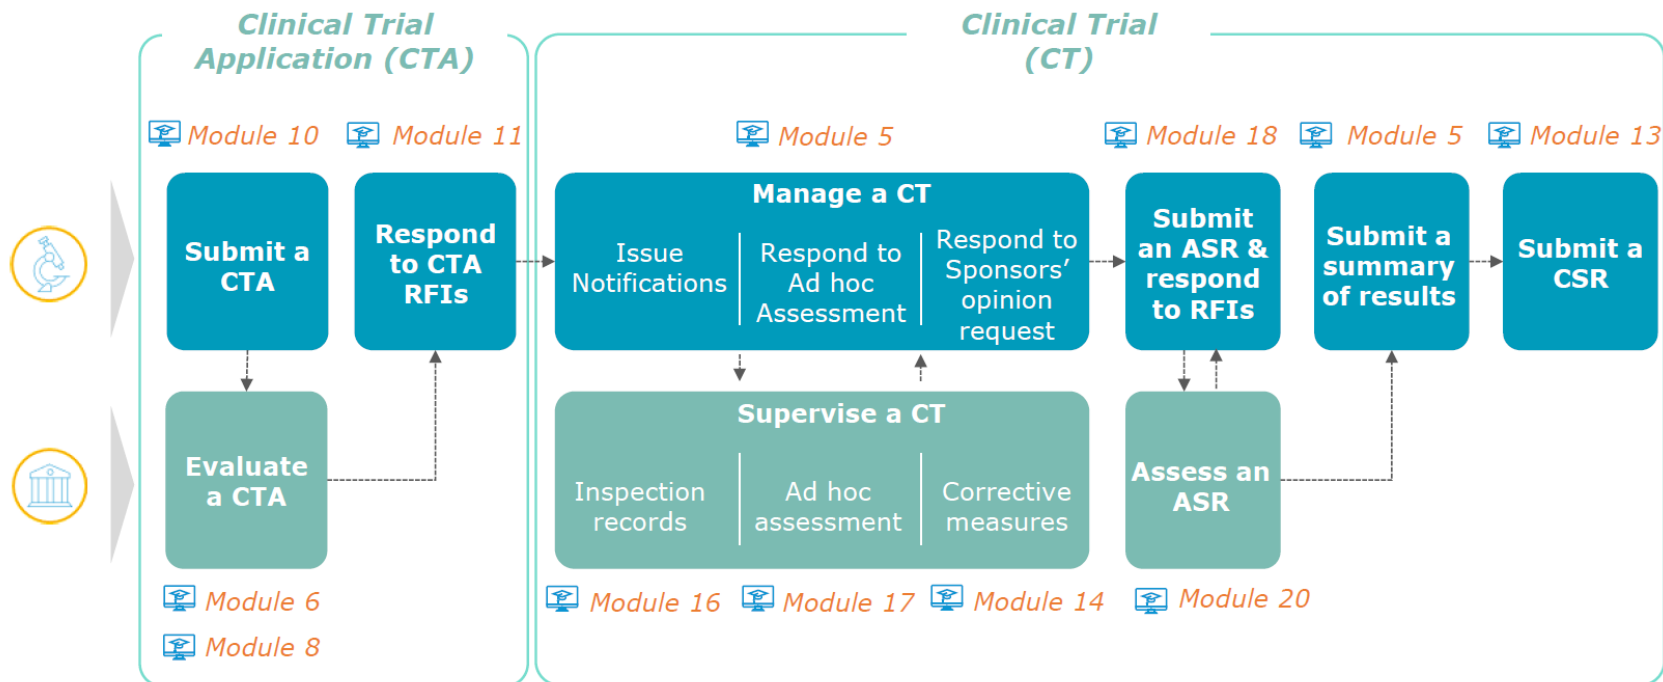 Clinical Trial
Application (CTA)
Clinical Trial
(CT)
Module 10
Module 11
Module 5
Module 18
Module 5
Module 13
Submit a
CTA
Respond
to CTA
RFIs
Manage a CT
Issue
Notifications
Respond to
Ad hoc
Assessment
Respond to
Sponsors’
opinion
request
Submit
an ASR &
respond
to RFIs
Submit a
summary
of results
Submit a
CSR
Evaluate
a CTA
Supervise a CT
Inspection
records
Ad hoc
assessment
Corrective
measures
Assess an
ASR
Module 6
Module 8
Module 16
Module 17
Module 14
Module 20